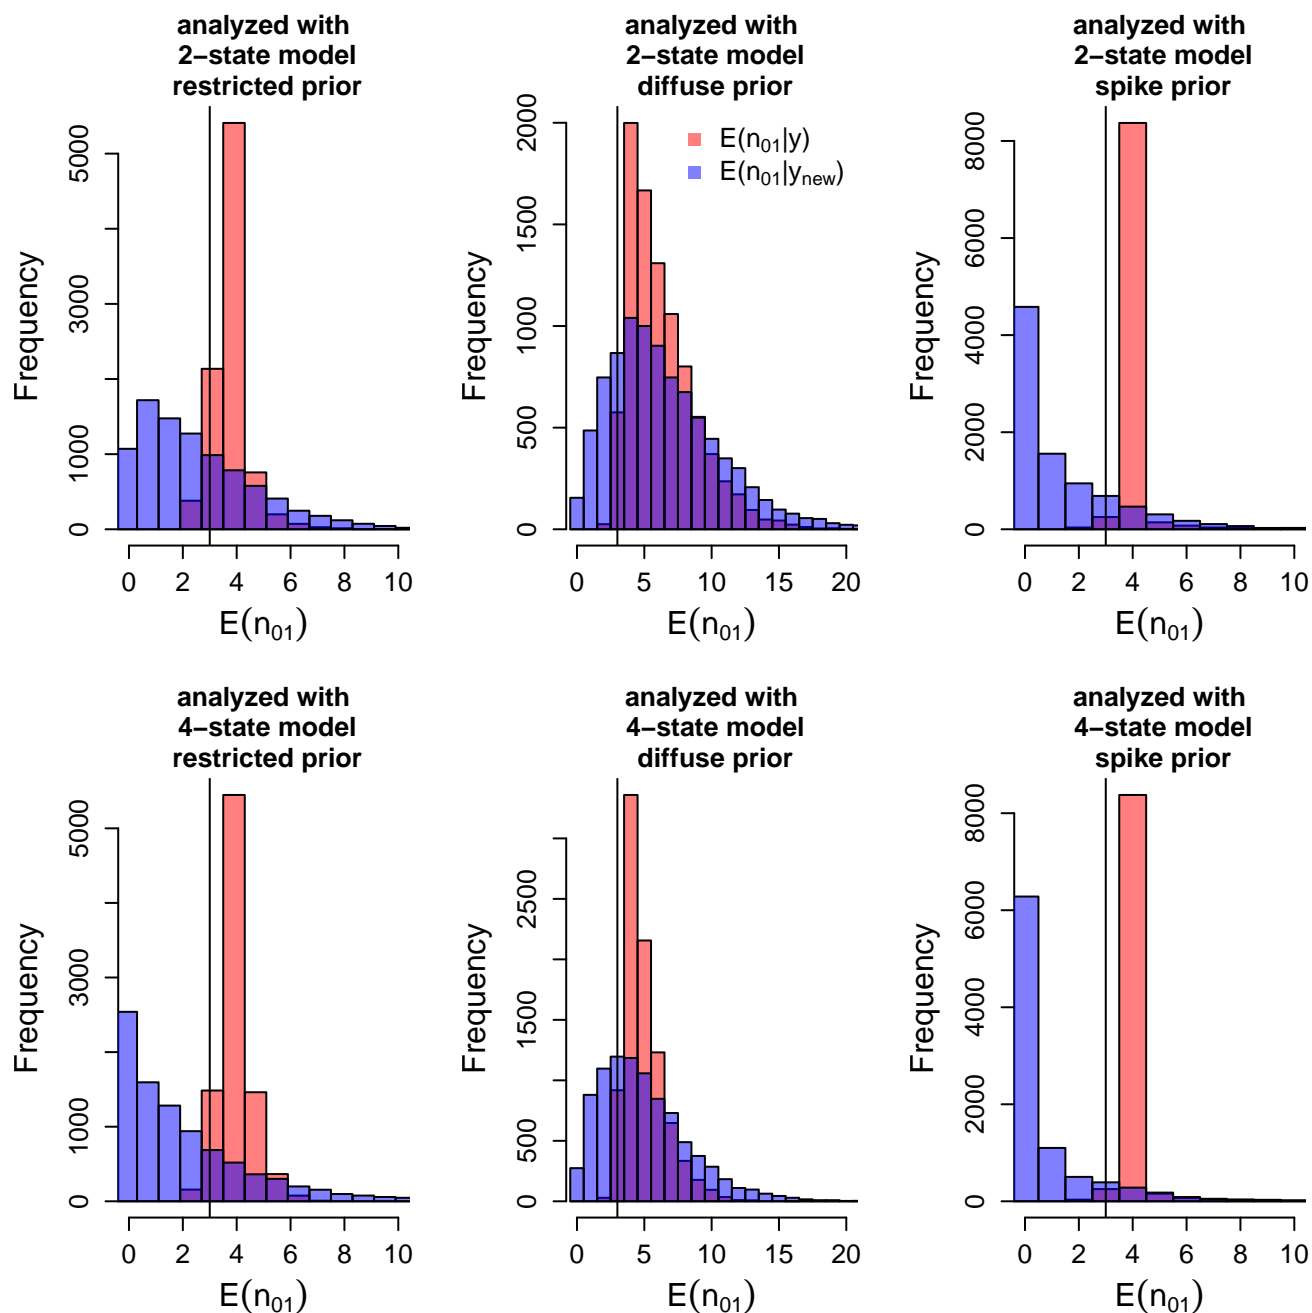 analyzed with
2−state model
restricted prior
Frequency
0
1000
3000
5000
0 2 4 6 8 10
E(n01)
analyzed with
2−state model
diffuse prior
Frequency
0
500
1000
1500
2000
E(n01|y)
E(n01|ynew)
0 5 10 15 20
E(n01)
analyzed with
2−state model
spike prior
Frequency
0
2000
4000
6000
8000
0 2 4 6 8 10
E(n01)
analyzed with
4−state model
restricted prior
Frequency
0
1000
3000
5000
0 2 4 6 8 10
E(n01)
analyzed with
4−state model
diffuse prior
Frequency
0
500
1500
2500
0 5 10 15 20
E(n01)
analyzed with
4−state model
spike prior
Frequency
0
2000
4000
6000
8000
0 2 4 6 8 10
E(n01)